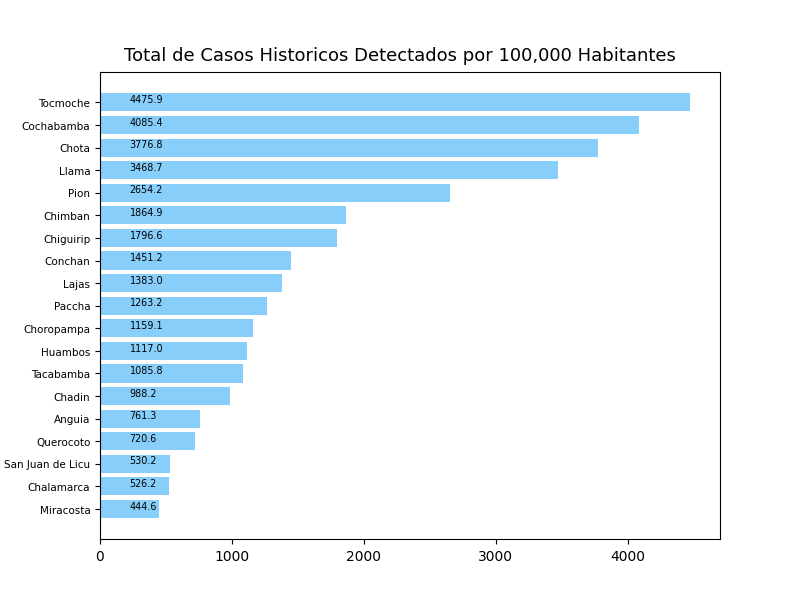 Total de Casos Historicos Detectados por 100,000 Habitantes
Tocmoche 4475.9
Cochabamba 4085.4
Chota 3776.8
Llama 3468.7
Pion 2654.2
Chimban 1864.9
Chiguirip 1796.6
Conchan 1451.2
Lajas 1383.0
Paccha 1263.2
Choropampa 1159.1
Huambos 1117.0
Tacabamba 1085.8
Chadin 988.2
Anguia 761.3
Querocoto 720.6
San Juan de Licu 530.2
Chalamarca 526.2
Miracosta 444.6
0 1000 2000 3000 4000